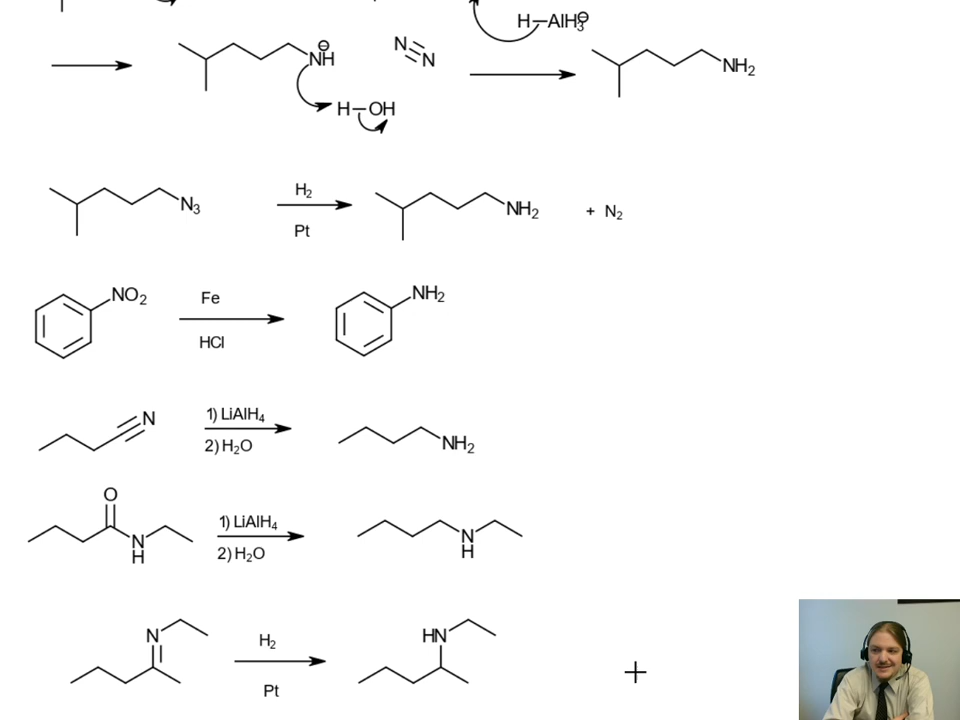 H–AlH3⊖
⊖
NH
N≡N
H–OH
NH2
N3
H2
Pt
NH2
+ N2
NO2
Fe
HCl
NH2
N
1) LiAlH4
2) H2O
NH2
O
N
H
1) LiAlH4
2) H2O
N
H
N
H2
Pt
HN
+